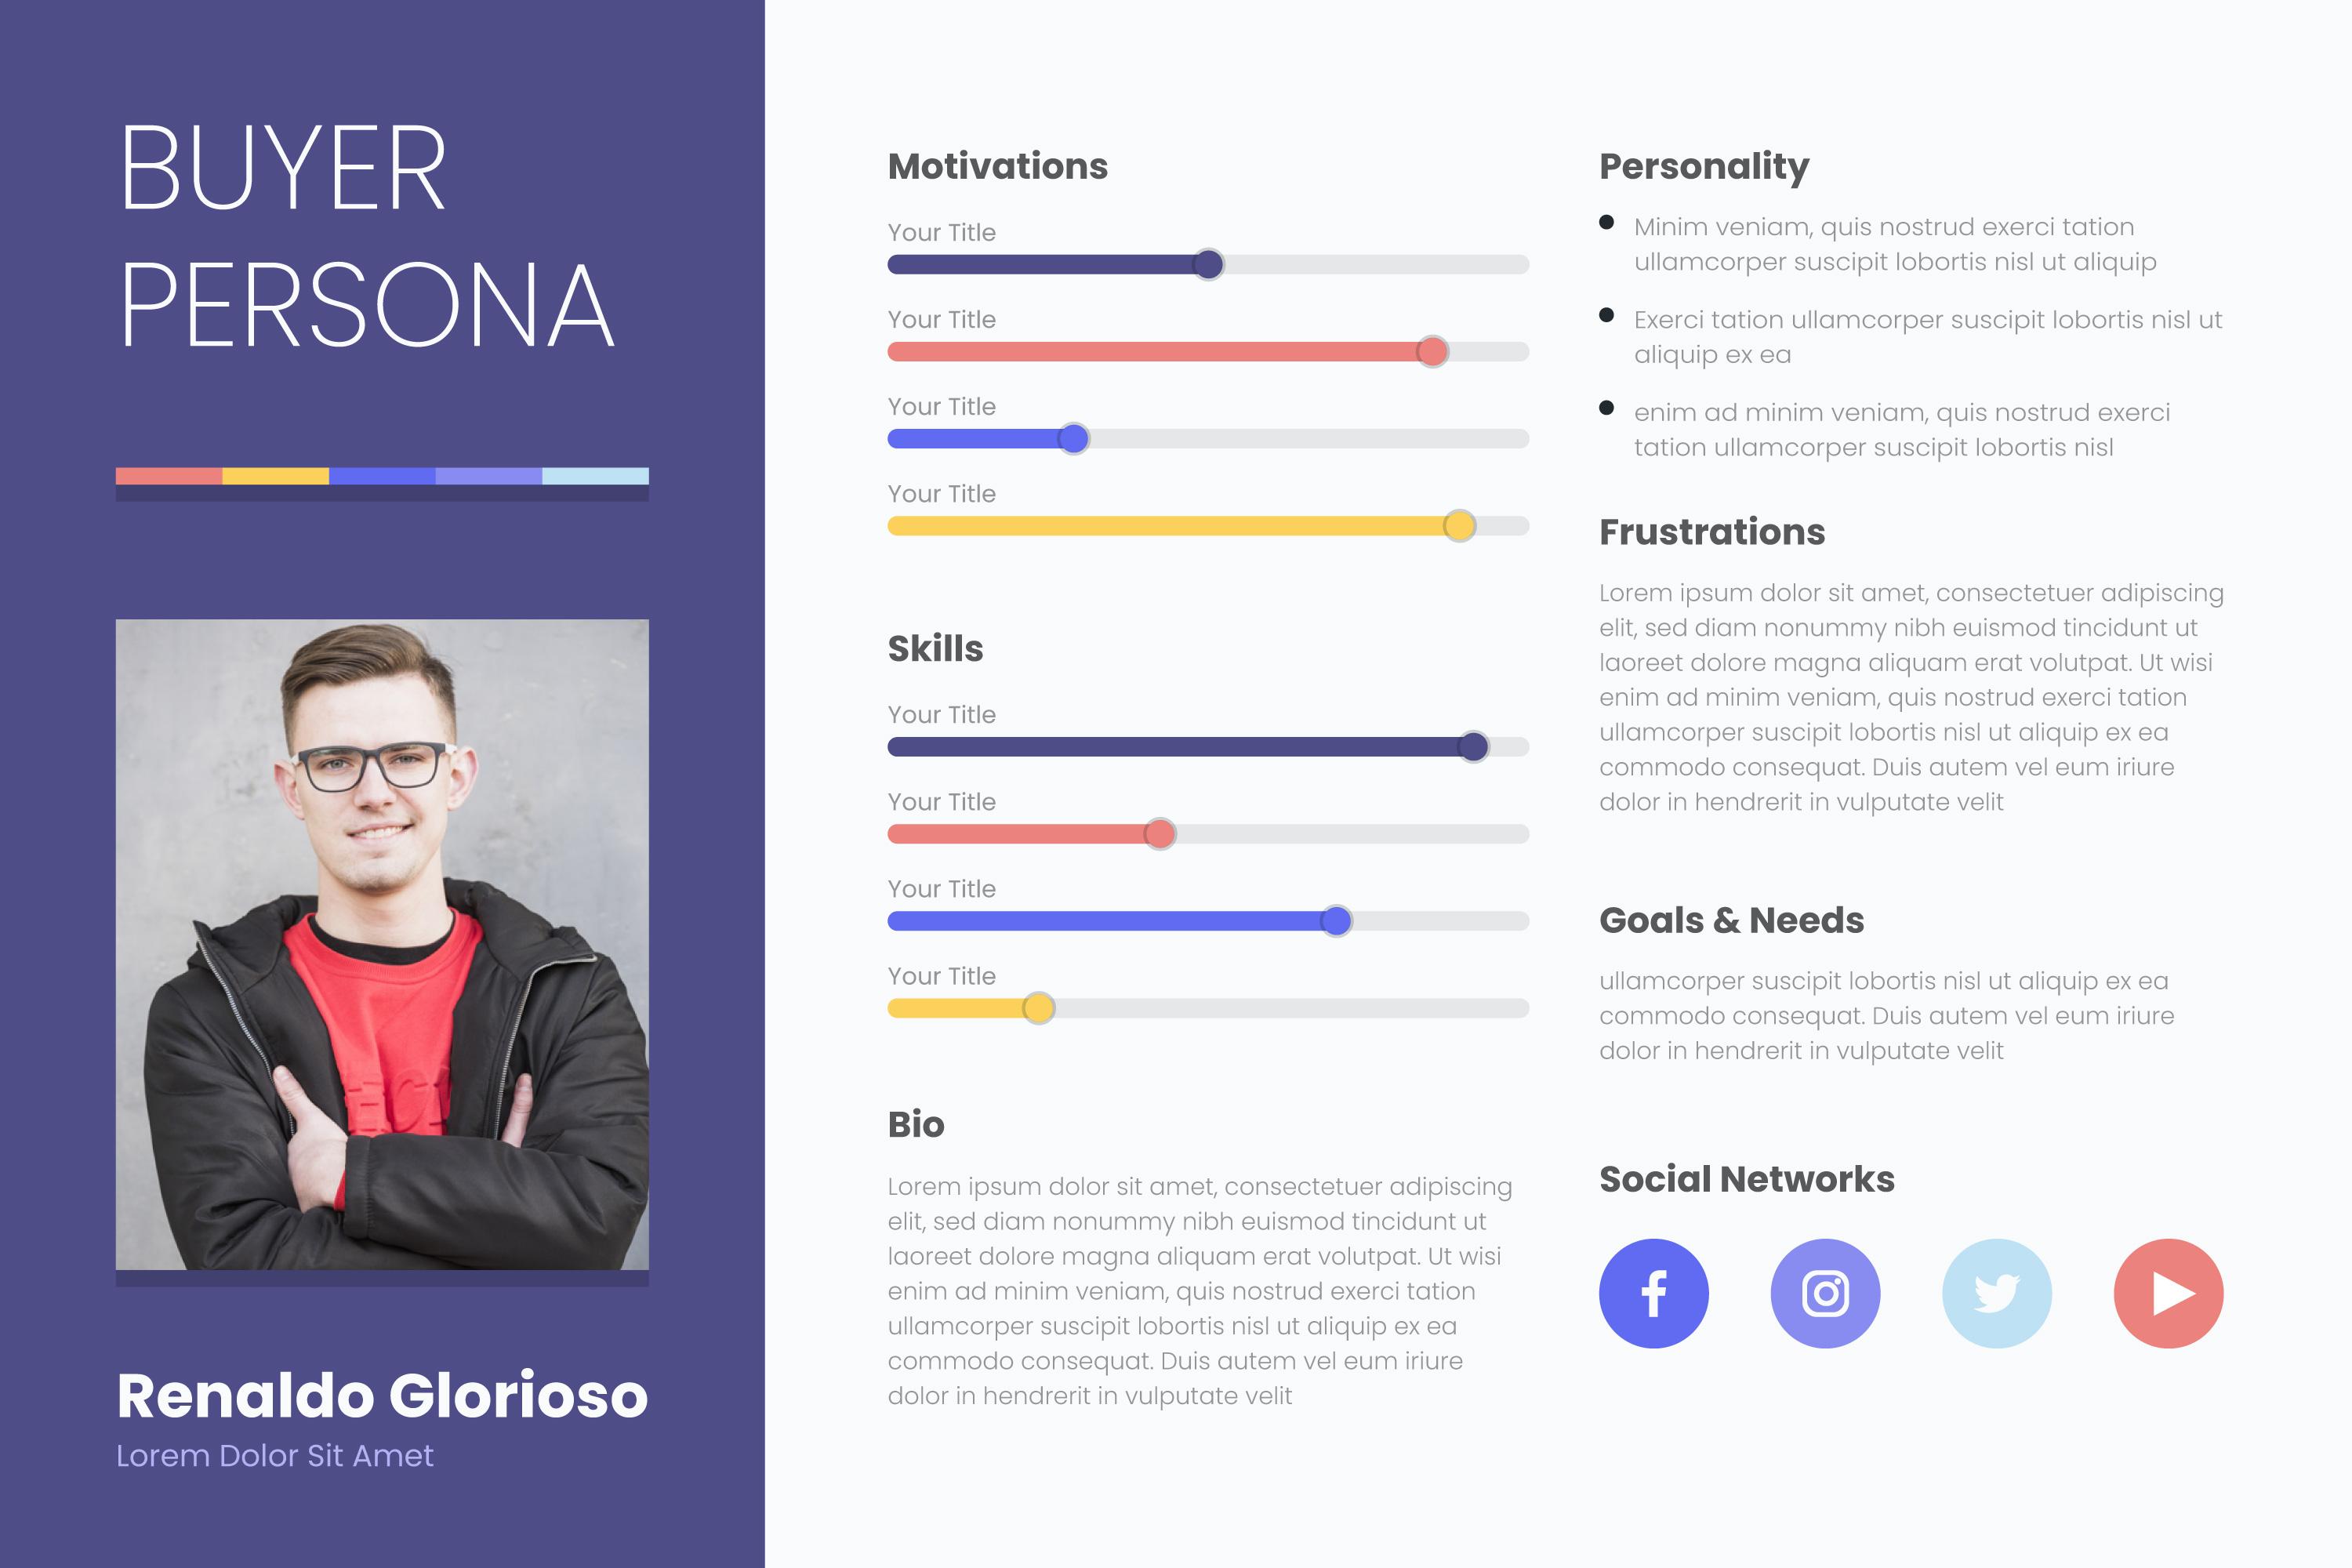 BUYER
PERSONA
Renaldo Glorioso
Lorem Dolor Sit Amet
Motivations
Your Title
Your Title
Your Title
Your Title
Skills
Your Title
Your Title
Your Title
Your Title
Bio
Lorem ipsum dolor sit amet, consectetuer adipiscing
elit, sed diam nonummy nibh euismod tincidunt ut
laoreet dolore magna aliquam erat volutpat. Ut wisi
enim ad minim veniam, quis nostrud exerci tation
ullamcorper suscipit lobortis nisl ut aliquip ex ea
commodo consequat. Duis autem vel eum iriure
dolor in hendrerit in vulputate velit
Personality
Minim veniam, quis nostrud exerci tation
ullamcorper suscipit lobortis nisl ut aliquip
Exerci tation ullamcorper suscipit lobortis nisl ut
aliquip ex ea
enim ad minim veniam, quis nostrud exerci
tation ullamcorper suscipit lobortis nisl
Frustrations
Lorem ipsum dolor sit amet, consectetuer adipiscing
elit, sed diam nonummy nibh euismod tincidunt ut
laoreet dolore magna aliquam erat volutpat. Ut wisi
enim ad minim veniam, quis nostrud exerci tation
ullamcorper suscipit lobortis nisl ut aliquip ex ea
commodo consequat. Duis autem vel eum iriure
dolor in hendrerit in vulputate velit
Goals & Needs
ullamcorper suscipit lobortis nisl ut aliquip ex ea
commodo consequat. Duis autem vel eum iriure
dolor in hendrerit in vulputate velit
Social Networks